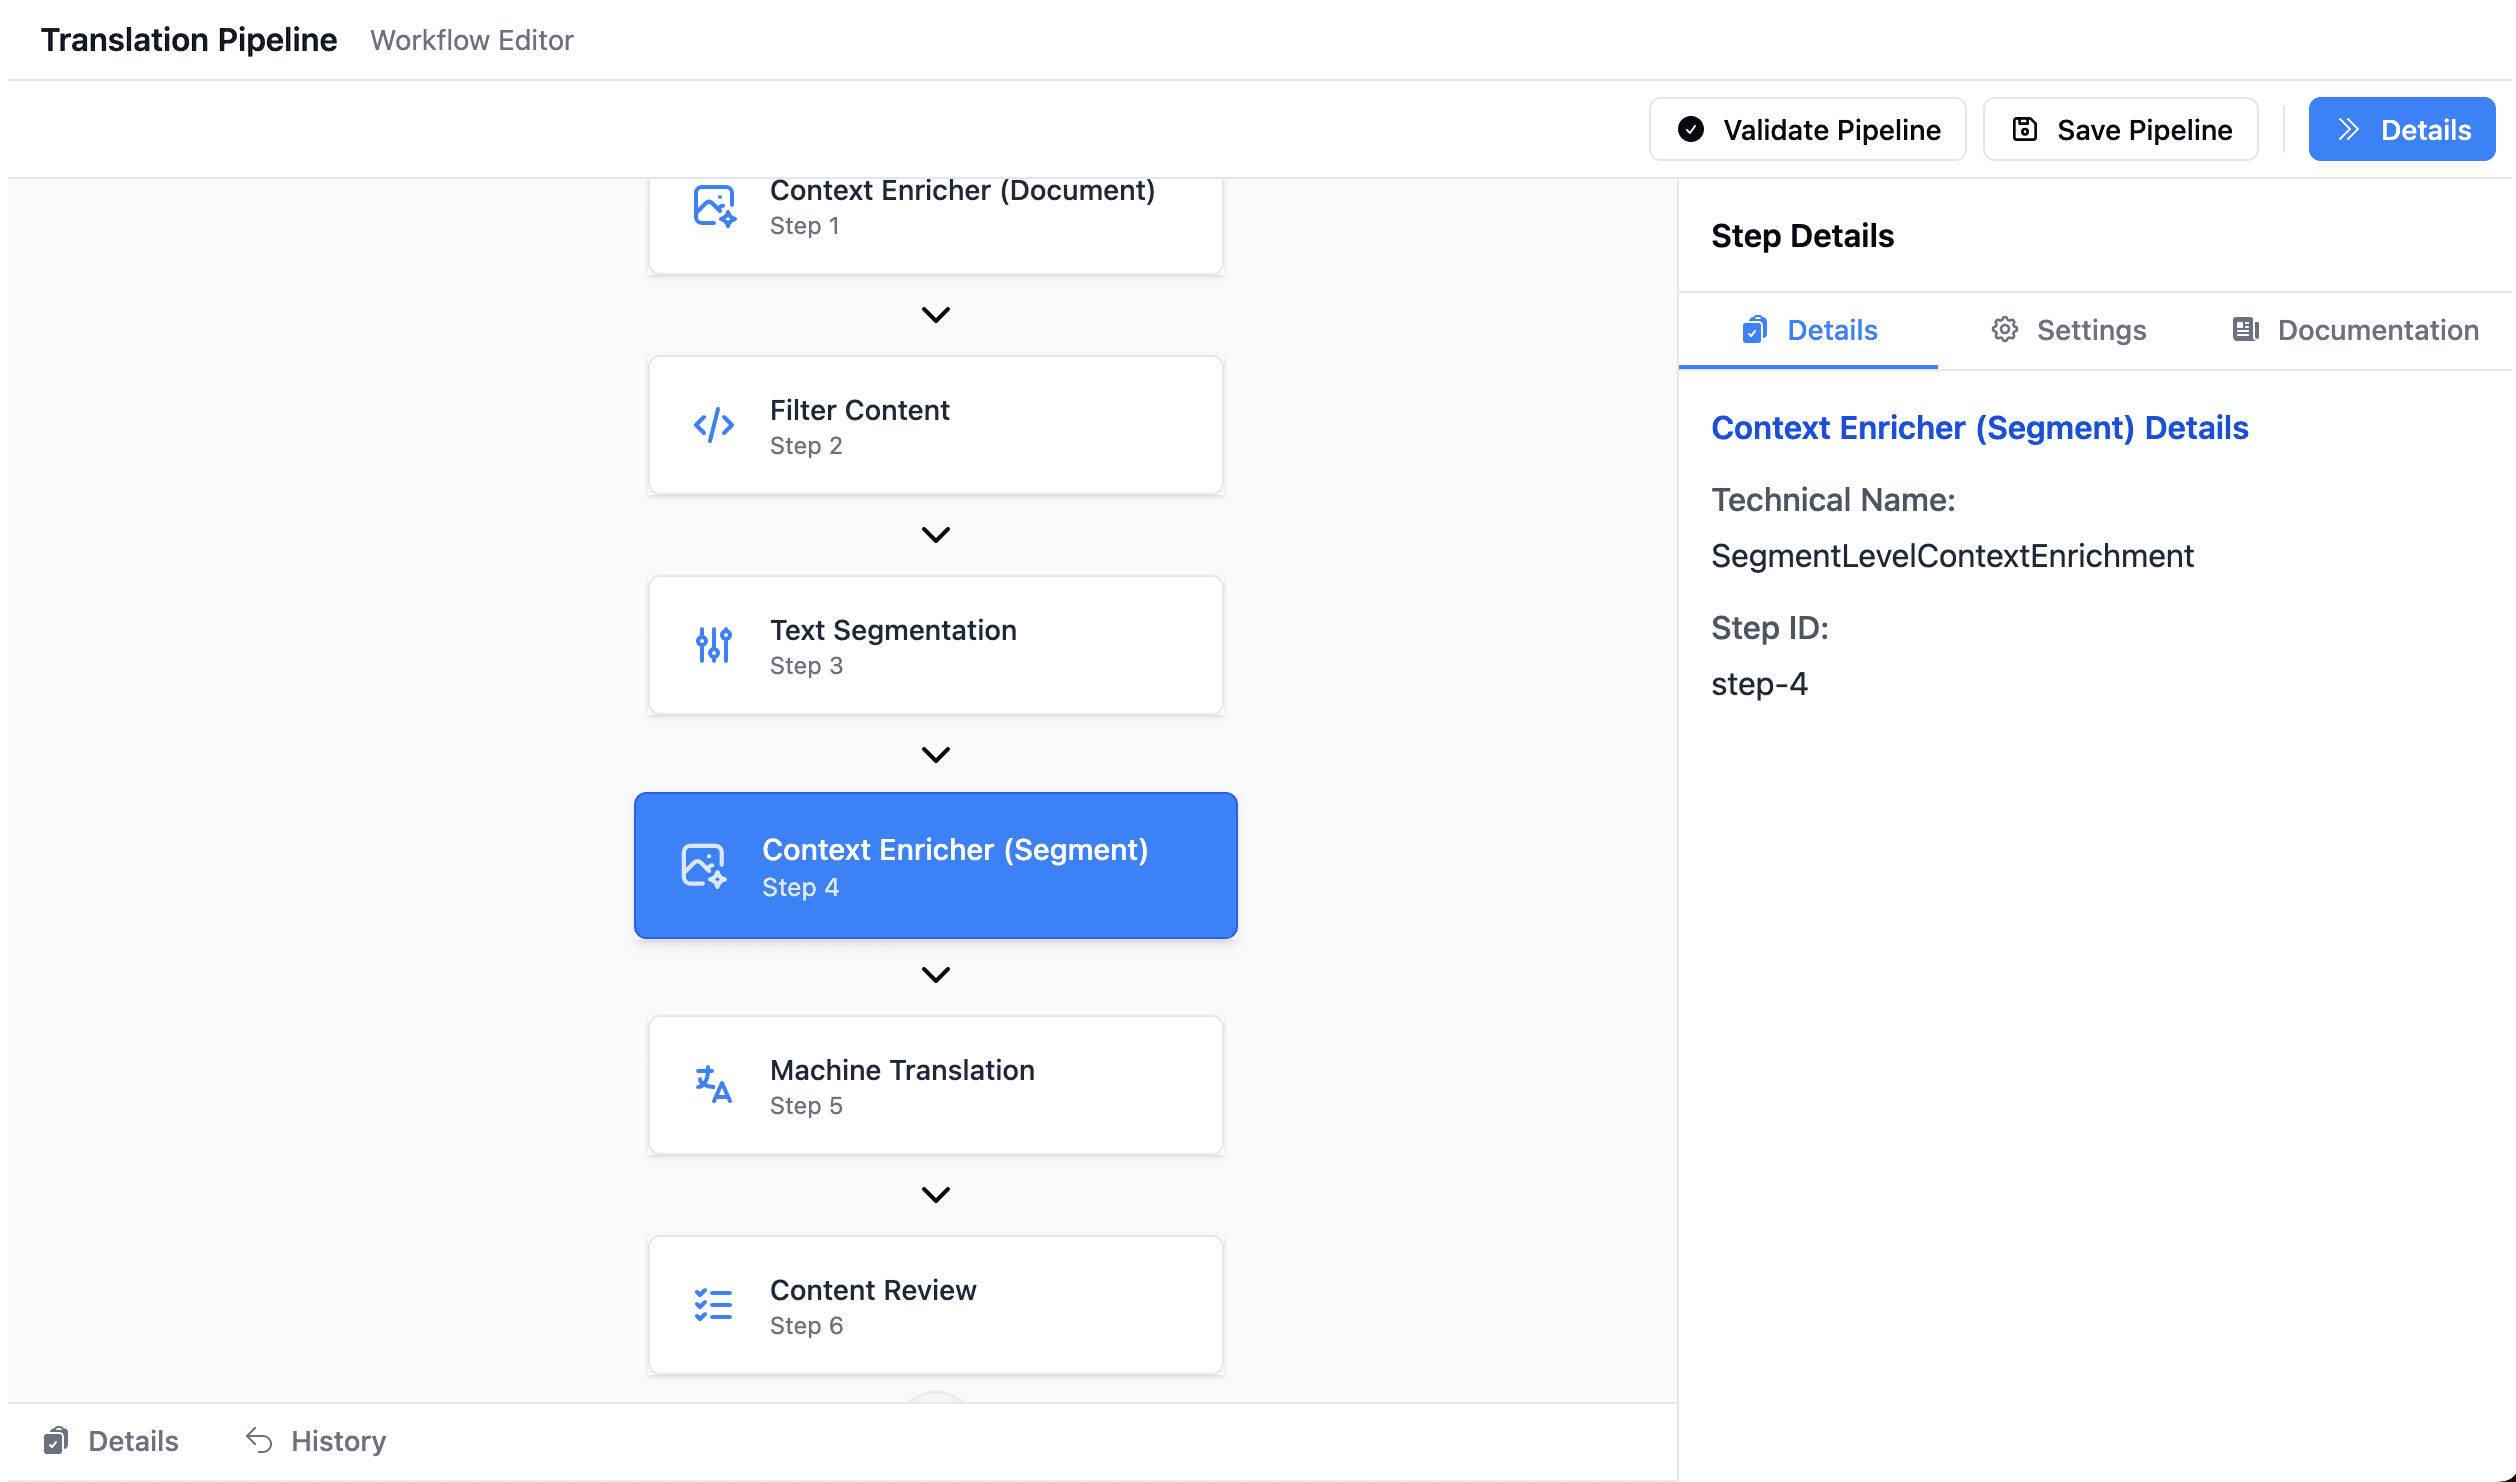 Translation Pipeline Workflow Editor
Validate Pipeline
Save Pipeline
Details
Context Enricher (Document)
Step 1
Filter Content
Step 2
Text Segmentation
Step 3
Context Enricher (Segment)
Step 4
Machine Translation
Step 5
Content Review
Step 6
Details
History
Step Details
Details
Settings
Documentation
Context Enricher (Segment) Details
Technical Name:
SegmentLevelContextEnrichment
Step ID:
step-4